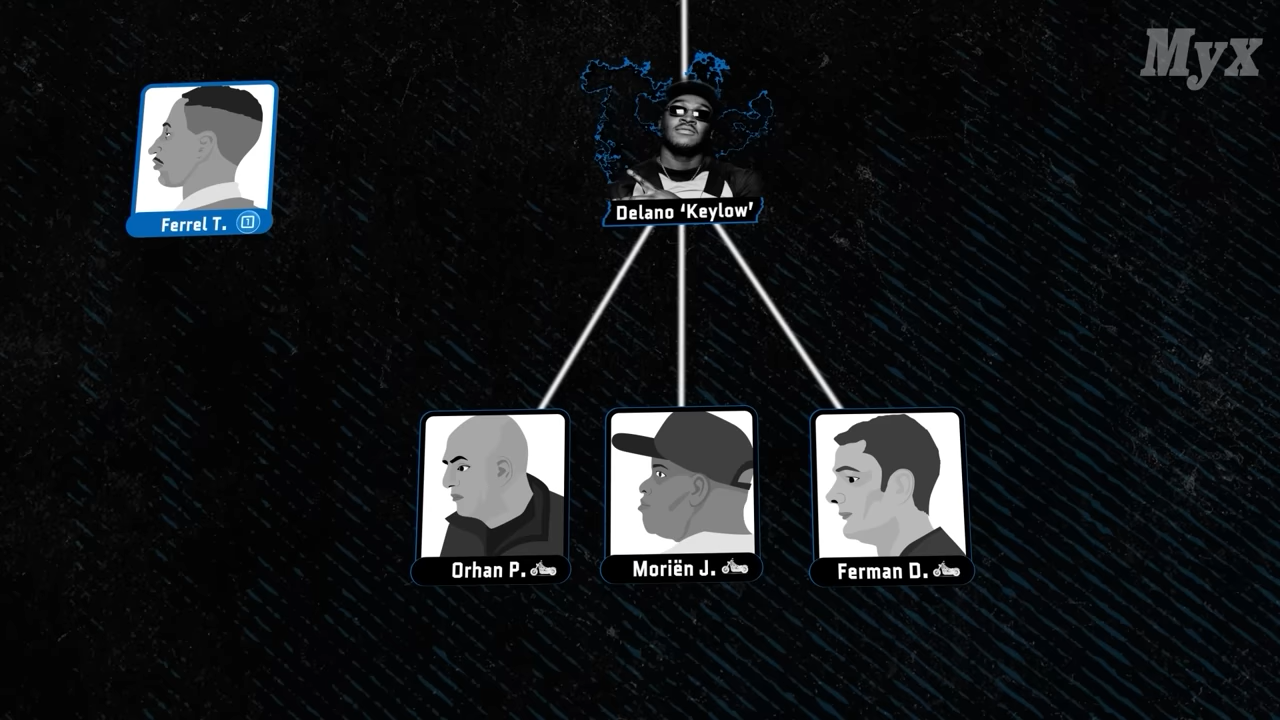 Myx
Ferrel T.
Delano ‘Keylow’
Orhan P.
Moriën J.
Ferman D.